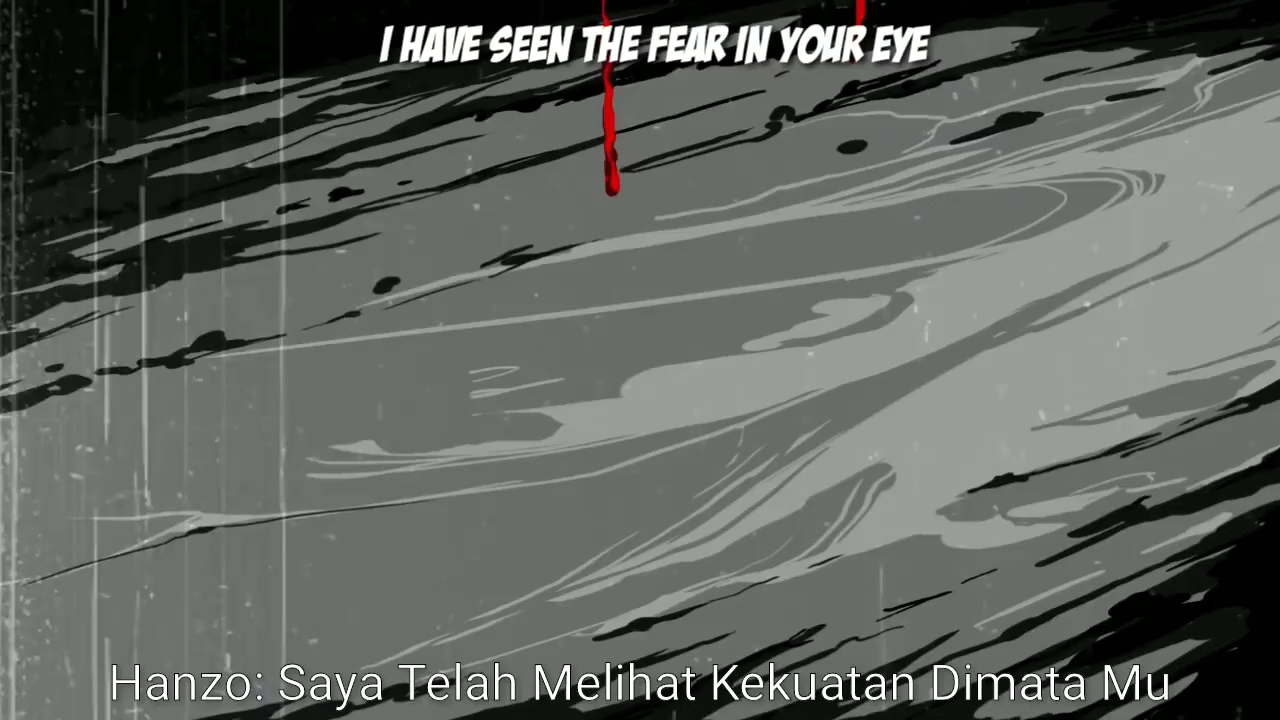 I HAVE SEEN THE FEAR IN YOUR EYE
Hanzo: Saya Telah Melihat Kekuatan Dimata Mu